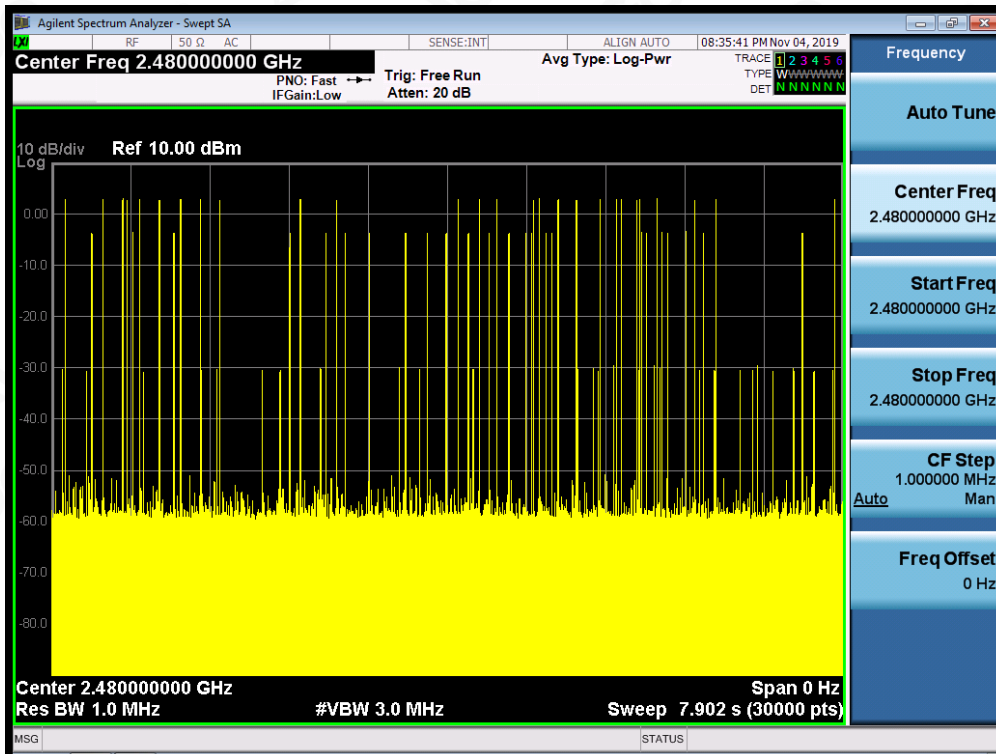 Agilent Spectrum Analyzer - Swept SA
LXI RF 50 Ω AC SENSE:INT ALIGN AUTO 08:35:41 PM Nov 04, 2019
Center Freq 2.480000000 GHz
PNO: Fast
IFGain:Low
Trig: Free Run
Atten: 20 dB
Avg Type: Log-Pwr
TRACE 1 2 3 4 5 6
TYPE WWWWWW
DET N N N N N N
10 dB/div Ref 10.00 dBm
Log
0.00
-10.0
-20.0
-30.0
-40.0
-50.0
-60.0
-70.0
-80.0
Center 2.480000000 GHz Span 0 Hz
Res BW 1.0 MHz #VBW 3.0 MHz Sweep 7.902 s (30000 pts)
MSG STATUS
Frequency
Auto Tune
Center Freq
2.480000000 GHz
Start Freq
2.480000000 GHz
Stop Freq
2.480000000 GHz
CF Step
1.000000 MHz
Auto Man
Freq Offset
0 Hz